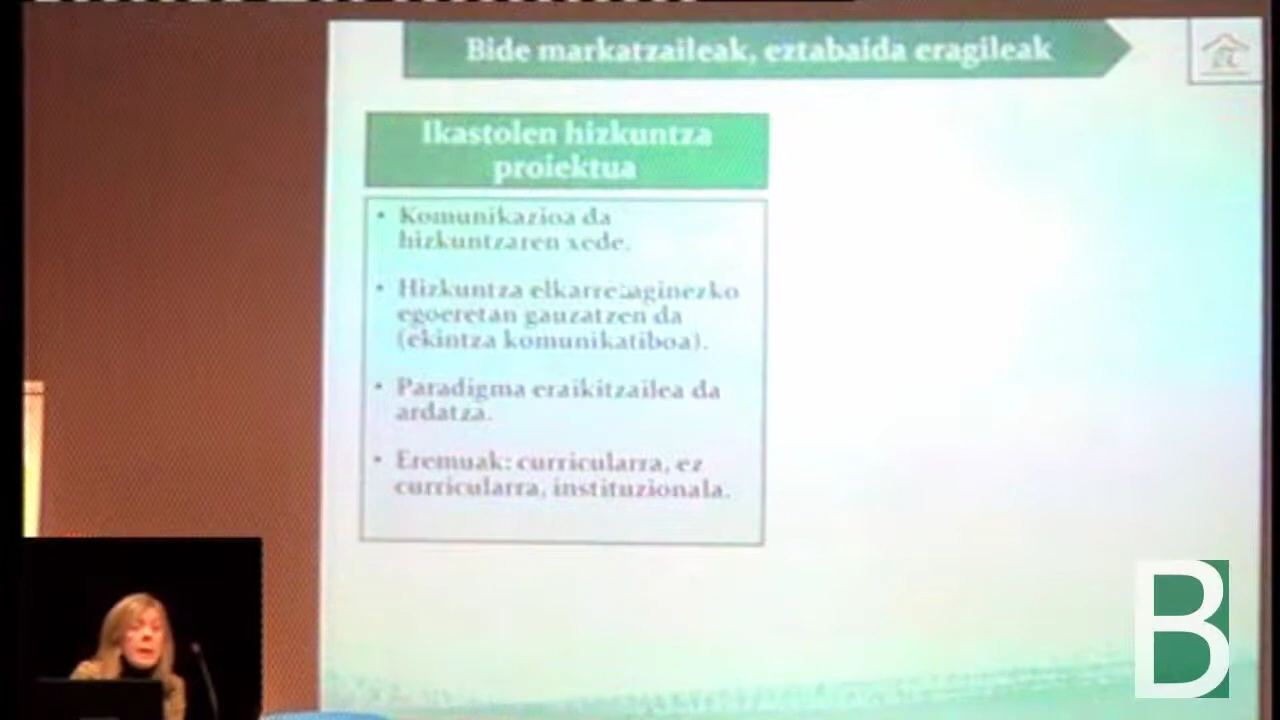 Bide markatzaileak, eztabaida eragileak
Ikastolen hizkuntza
proiektua
• Komunikazioa da
hizkuntzaren xede.
• Hizkuntza elkarreraginezko
egoeretan gauzatzen da
(ekintza komunikatiboa).
• Paradigma eraikitzailea da
ardatza.
• Eremuak: curricularra, ez
curricularra, instituzionala.
B